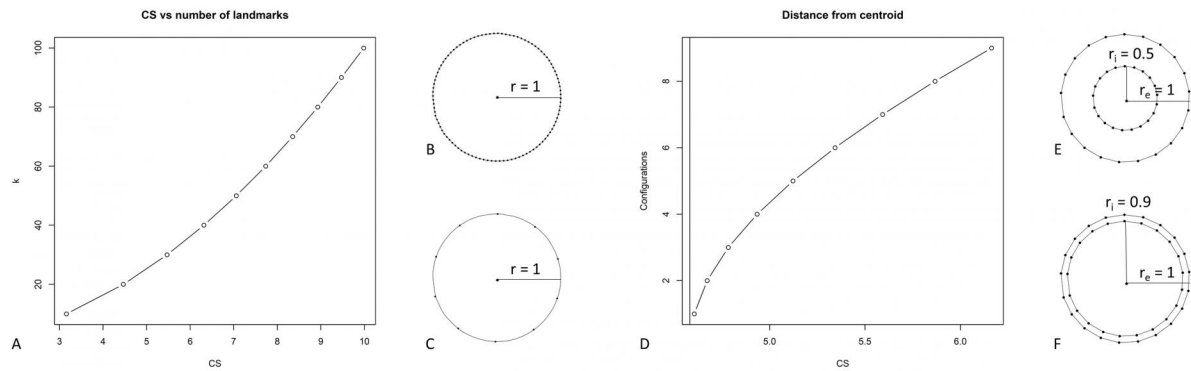 CS vs number of landmarks
100
80
60
40
20
k
3 4 5 6 7 8 9 10
CS
A
r = 1
B
r = 1
C
Distance from centroid
8
6
4
2
Configurations
5.0 5.5 6.0
CS
D
ri = 0.5
re = 1
E
ri = 0.9
re = 1
F